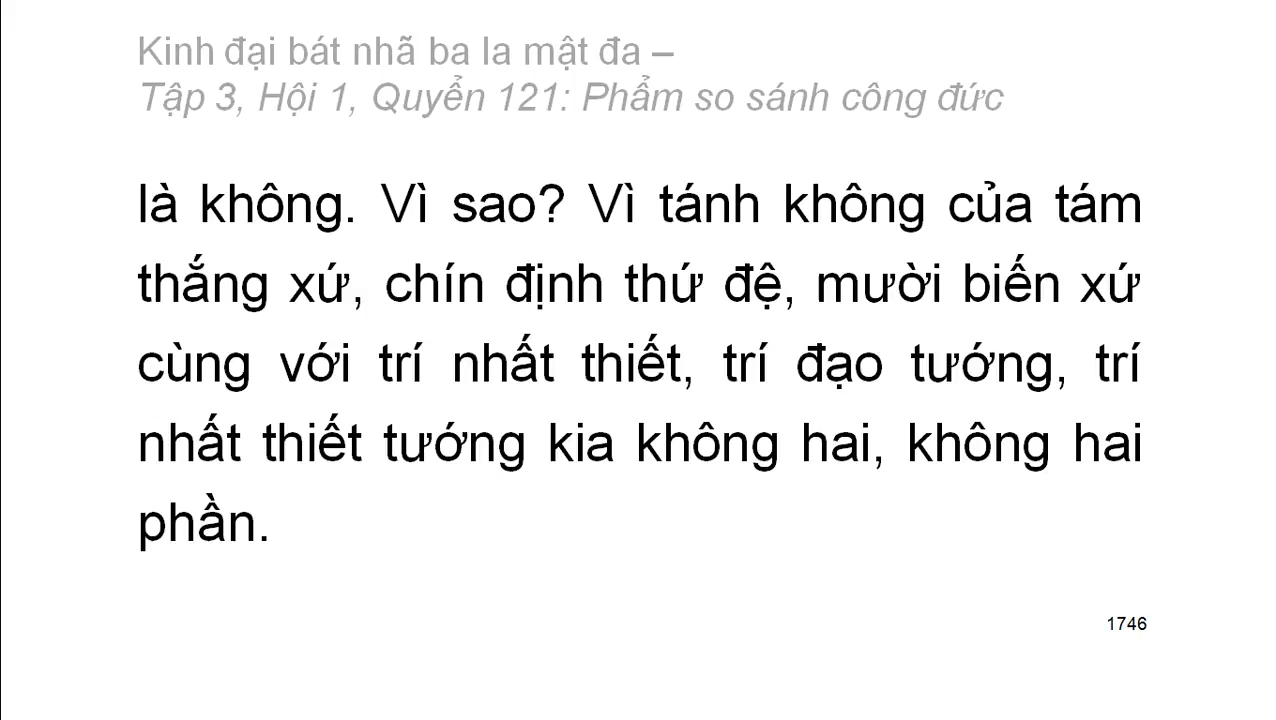 Kinh đại bát nhã ba la mật đa –
Tập 3, Hội 1, Quyển 121: Phẩm so sánh công đức
là không. Vì sao? Vì tánh không của tám
thắng xứ, chín định thứ đệ, mười biến xứ
cùng với trí nhất thiết, trí đạo tướng, trí
nhất thiết tướng kia không hai, không hai
phần.
1746